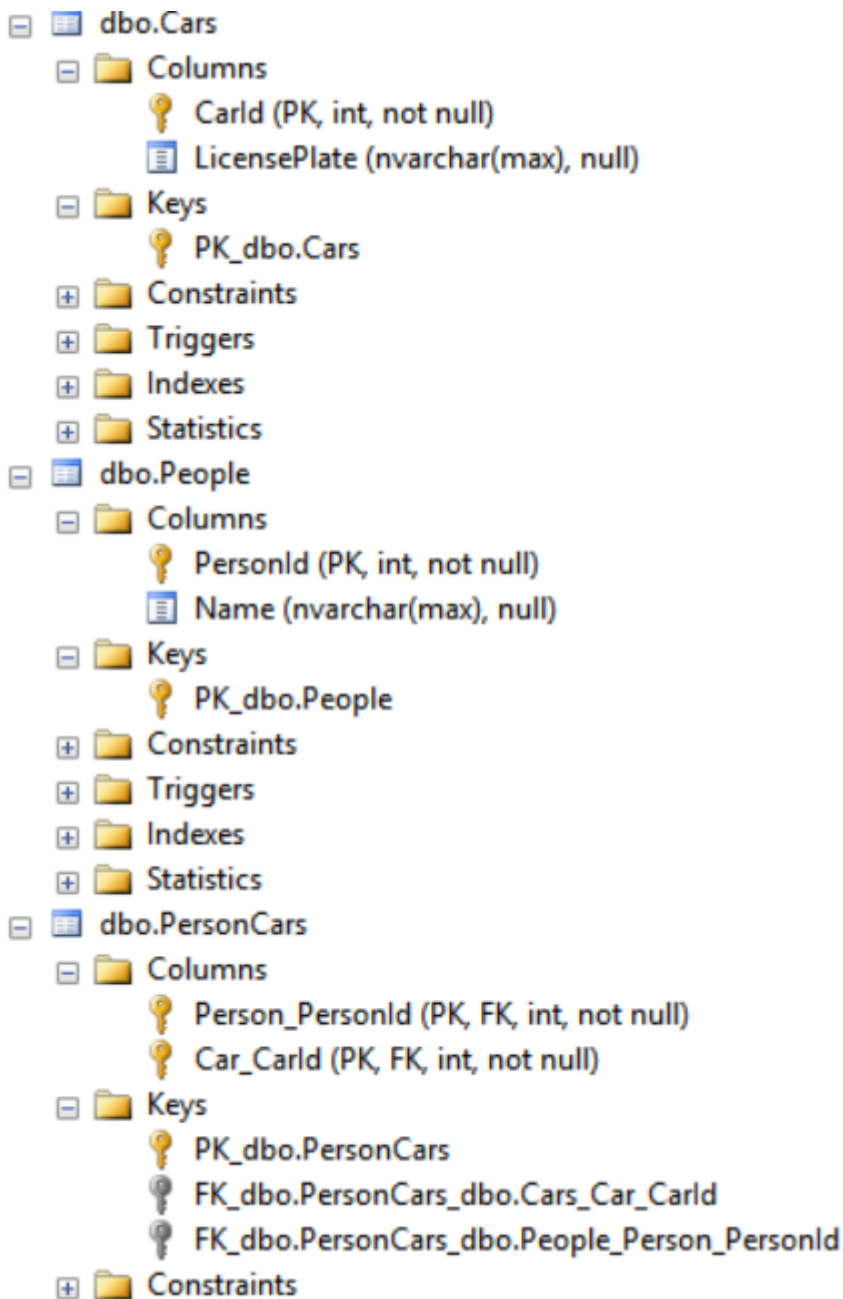 dbo.Cars
Columns
CarId (PK, int, not null)
LicensePlate (nvarchar(max), null)
Keys
PK_dbo.Cars
Constraints
Triggers
Indexes
Statistics
dbo.People
Columns
PersonId (PK, int, not null)
Name (nvarchar(max), null)
Keys
PK_dbo.People
Constraints
Triggers
Indexes
Statistics
dbo.PersonCars
Columns
Person_PersonId (PK, FK, int, not null)
Car_CarId (PK, FK, int, not null)
Keys
PK_dbo.PersonCars
FK_dbo.PersonCars_dbo.Cars_Car_CarId
FK_dbo.PersonCars_dbo.People_Person_PersonId
Constraints